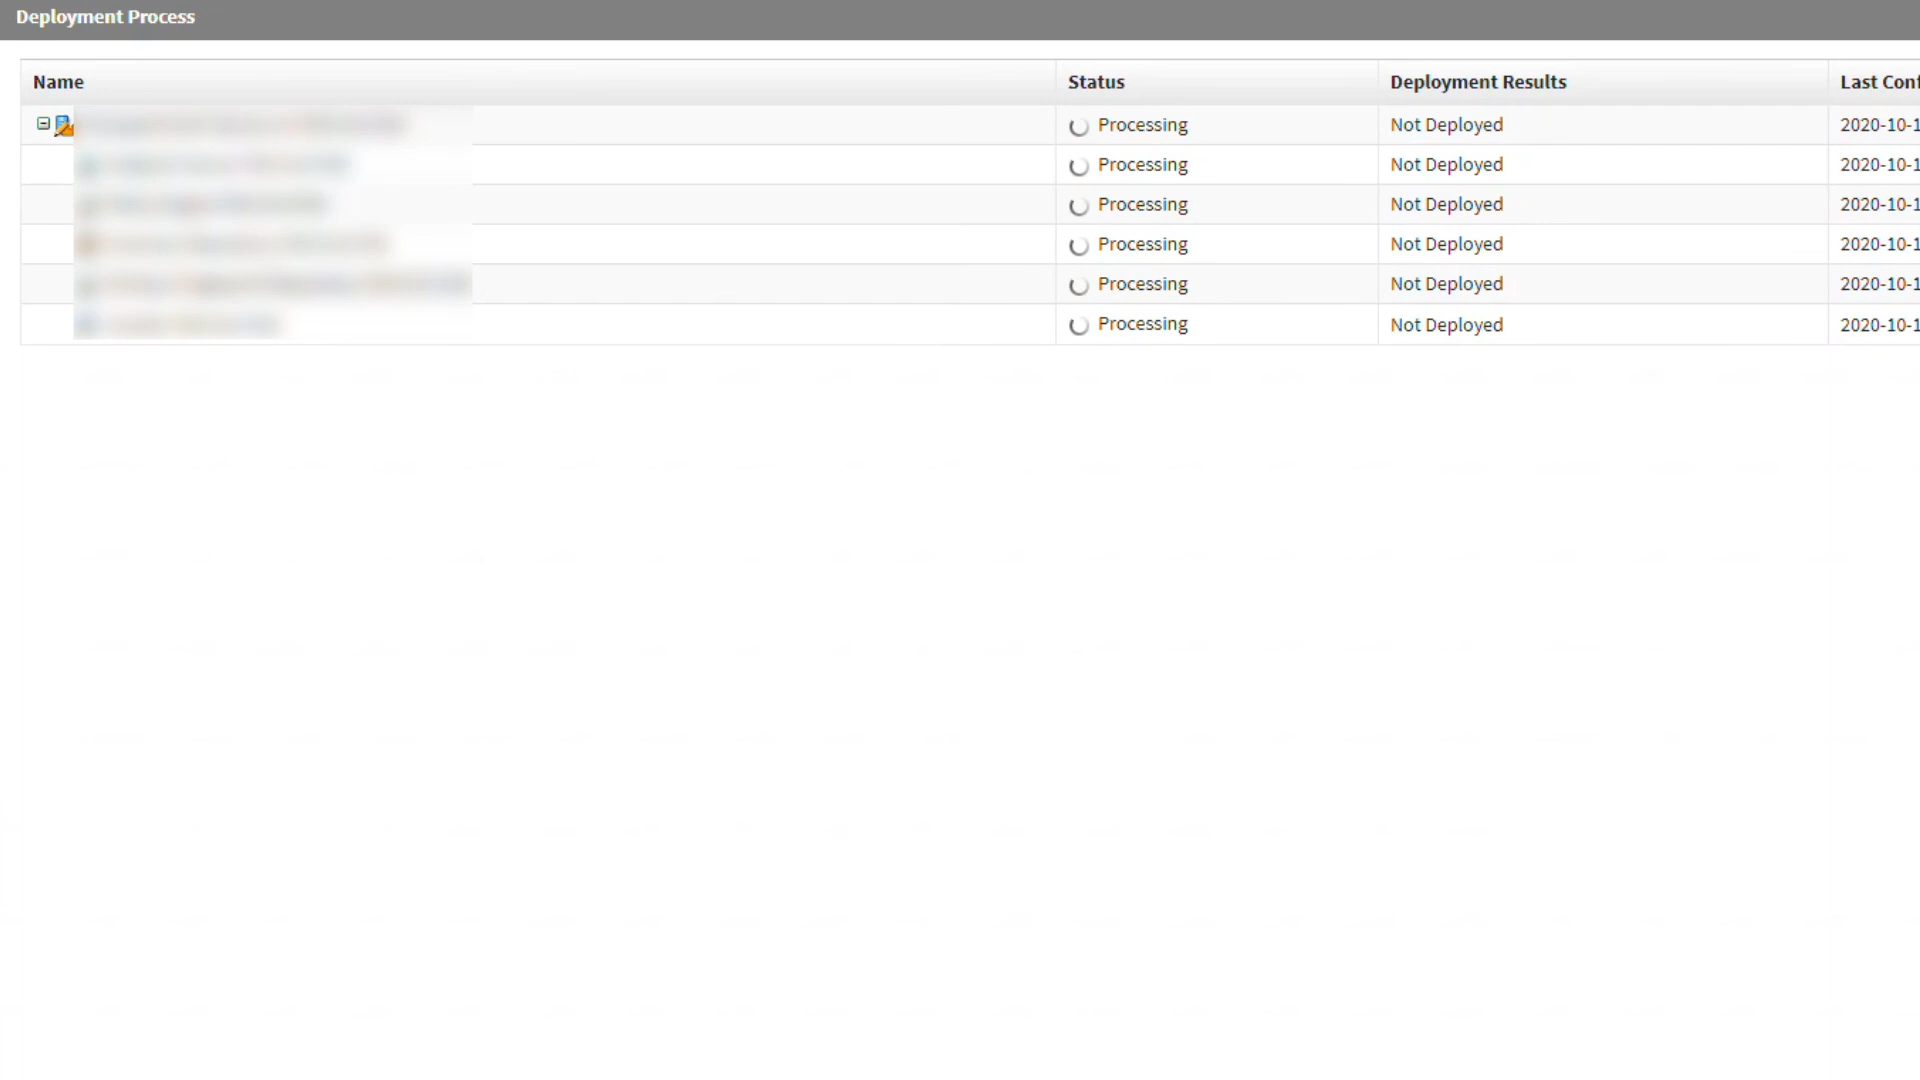 Deployment Process
Name Status Deployment Results Last Conf
Processing Not Deployed 2020-10-1
Processing Not Deployed 2020-10-1
Processing Not Deployed 2020-10-1
Processing Not Deployed 2020-10-1
Processing Not Deployed 2020-10-1
Processing Not Deployed 2020-10-1